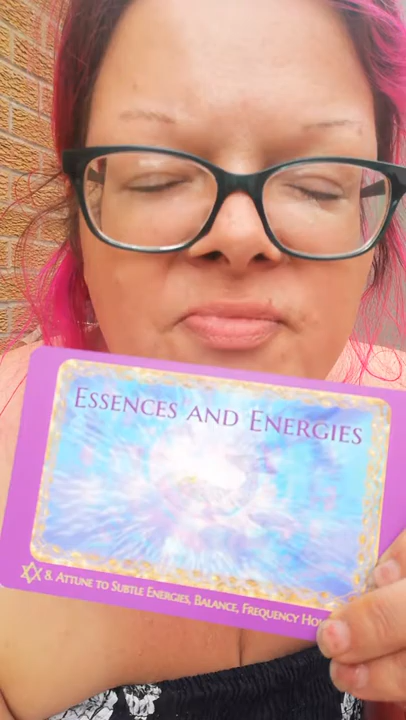 Essences and Energies
8. Attune to Subtle Energies, Balance, Frequency